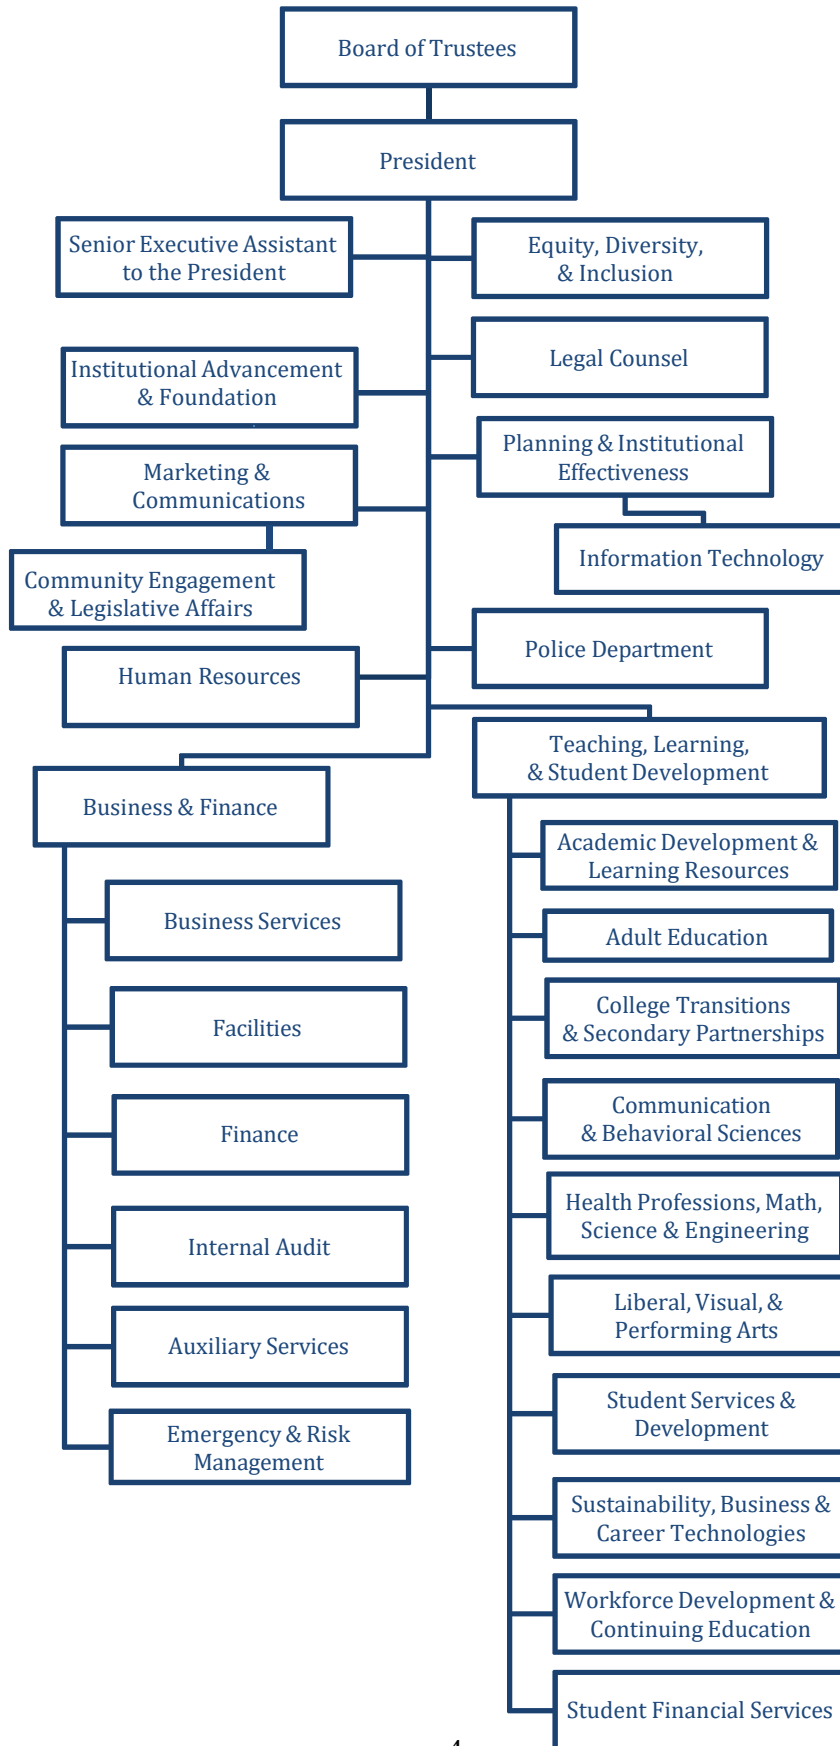 Board of Trustees
President
Senior Executive Assistant
to the President
Equity, Diversity,
& Inclusion
Legal Counsel
Institutional Advancement
& Foundation
Planning & Institutional
Effectiveness
Marketing &
Communications
Information Technology
Community Engagement
& Legislative Affairs
Police Department
Human Resources
Teaching, Learning,
& Student Development
Business & Finance
Business Services
Facilities
Finance
Internal Audit
Auxiliary Services
Emergency & Risk
Management
Academic Development &
Learning Resources
Adult Education
College Transitions
& Secondary Partnerships
Communication
& Behavioral Sciences
Health Professions, Math,
Science & Engineering
Liberal, Visual, &
Performing Arts
Student Services &
Development
Sustainability, Business &
Career Technologies
Workforce Development &
Continuing Education
Student Financial Services
4